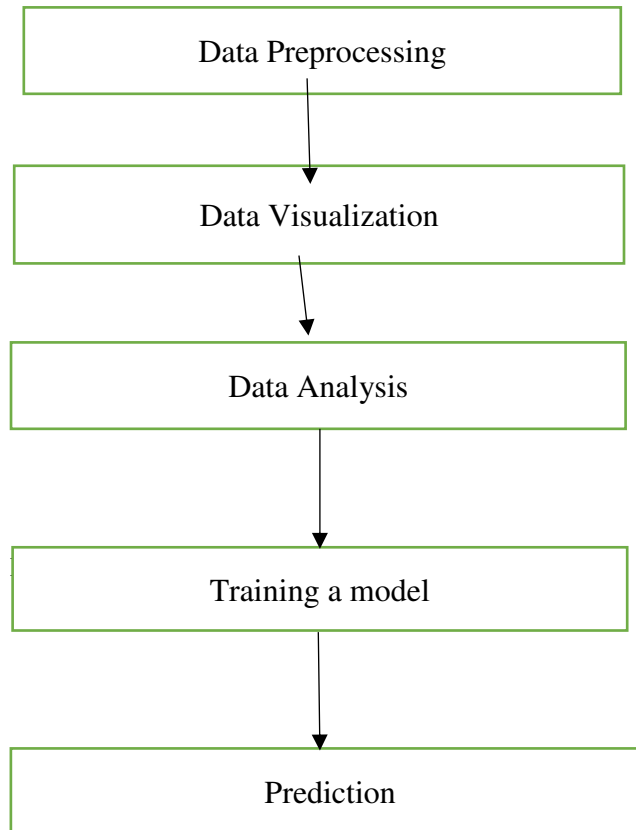 Data Preprocessing
Data Visualization
Data Analysis
Training a model
Prediction